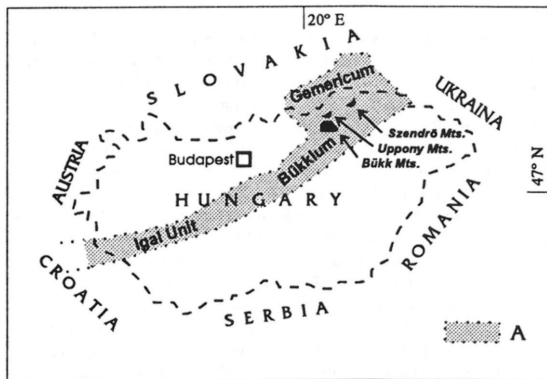 20° E
SLOVAKIA
Gemericum
UKRAINA
Szendrö Mts.
Uppony Mts.
Bükk Mts.
AUSTRIA
Budapest
Bükkium
47° N
HUNGARY
Igal Unit
ROMANIA
CROATIA
SERBIA
A